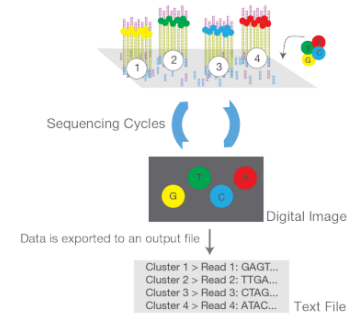 1
2
3
4
T
A
C
G
Sequencing Cycles
T
A
G
C
Digital Image
Data is exported to an output file
Cluster 1 > Read 1: GAGT...
Cluster 2 > Read 2: TTGA...
Cluster 3 > Read 3: CTAG...
Cluster 4 > Read 4: ATAC...
Text File